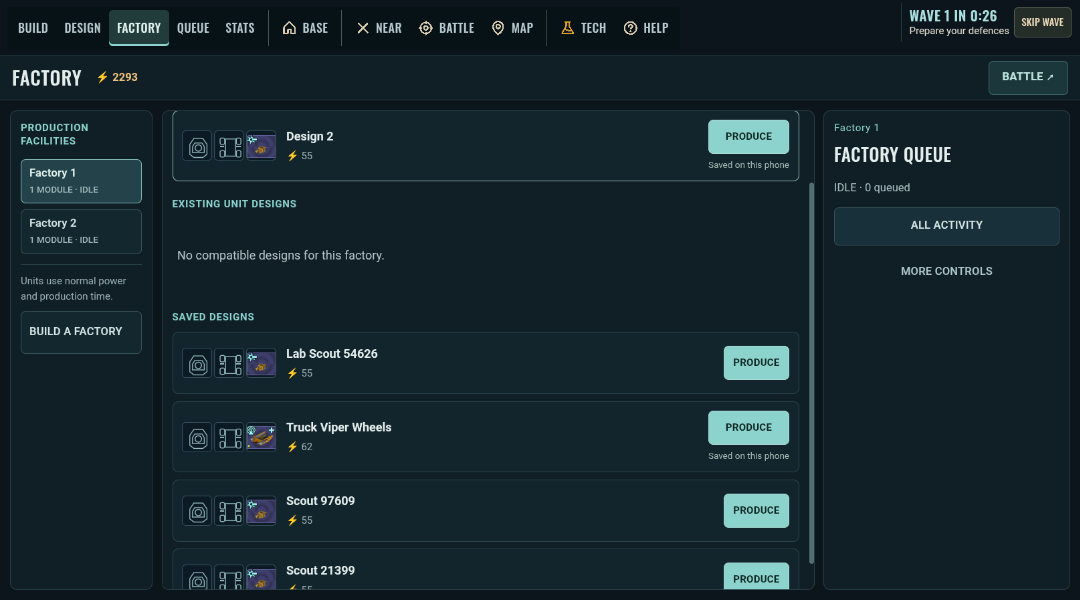 BUILD DESIGN FACTORY QUEUE STATS BASE NEAR BATTLE MAP TECH HELP
WAVE 1 IN 0:26
Prepare your defences
SKIP WAVE
FACTORY
⚡ 2293
BATTLE ↗
PRODUCTION
FACILITIES
Factory 1
1 MODULE · IDLE
Factory 2
1 MODULE · IDLE
Units use normal power
and production time.
BUILD A FACTORY
Design 2
⚡ 55
PRODUCE
Saved on this phone
EXISTING UNIT DESIGNS
No compatible designs for this factory.
SAVED DESIGNS
Lab Scout 54626
⚡ 55
PRODUCE
Truck Viper Wheels
⚡ 62
PRODUCE
Saved on this phone
Scout 97609
⚡ 55
PRODUCE
Scout 21399
⚡ 55
PRODUCE
Factory 1
FACTORY QUEUE
IDLE · 0 queued
ALL ACTIVITY
MORE CONTROLS